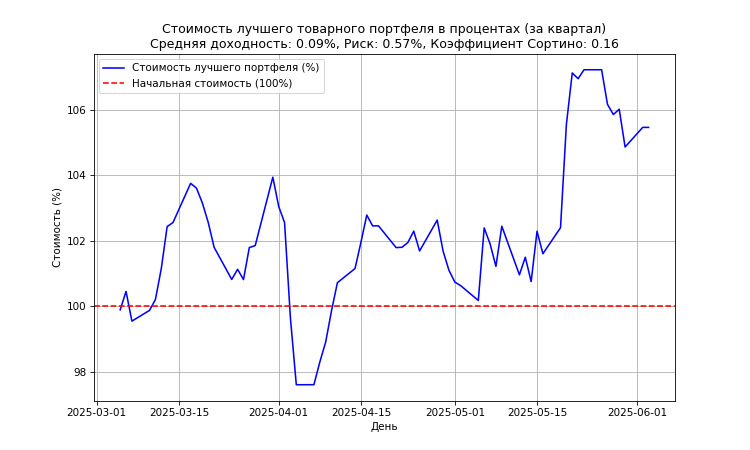 Стоимость лучшего товарного портфеля в процентах (за квартал)
Средняя доходность: 0.09%, Риск: 0.57%, Коэффициент Сортино: 0.16
Стоимость лучшего портфеля (%)
Начальная стоимость (100%)
Стоимость (%)
106
104
102
100
98
2025-03-01 2025-03-15 2025-04-01 2025-04-15 2025-05-01 2025-05-15 2025-06-01
День